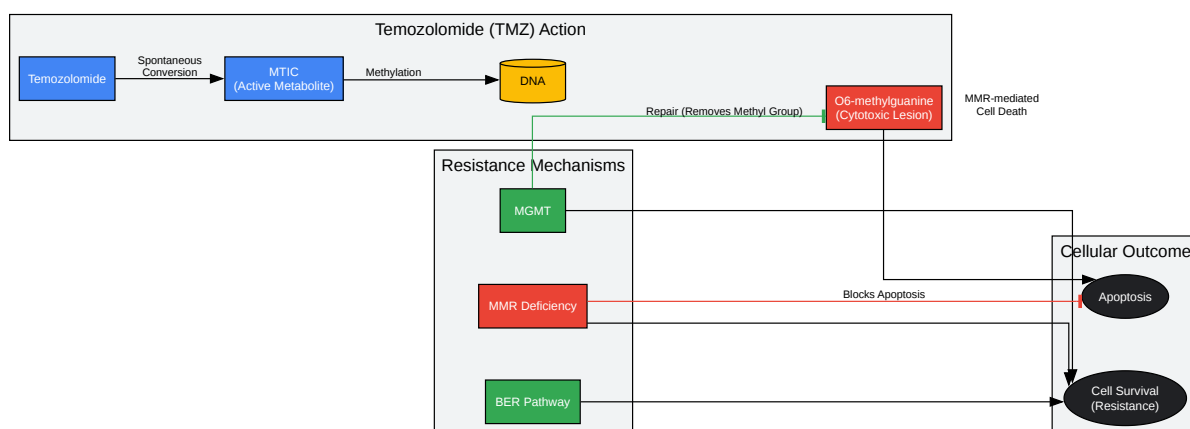 Temozolomide (TMZ) Action
Temozolomide
Spontaneous
Conversion
MTIC
(Active Metabolite)
Methylation
DNA
Repair (Removes Methyl Group)
O6-methylguanine
(Cytotoxic Lesion)
MMR-mediated
Cell Death
Resistance Mechanisms
MGMT
MMR Deficiency
Blocks Apoptosis
BER Pathway
Cellular Outcome
Apoptosis
Cell Survival
(Resistance)